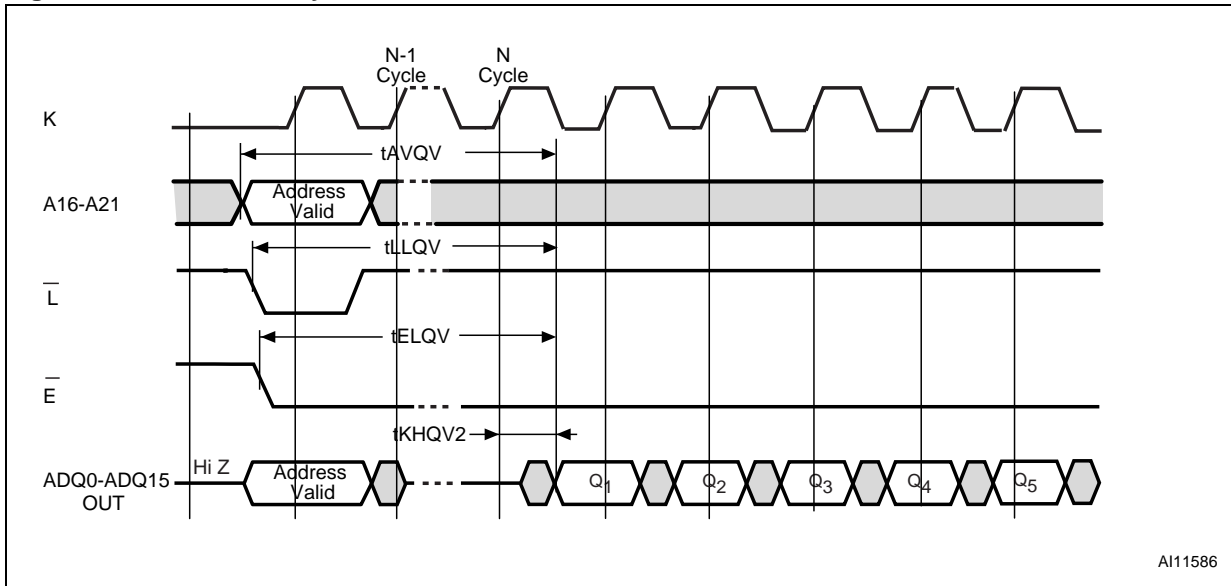 N-1
Cycle
N
Cycle
K
tAVQV
A16-A21
Address
Valid
tLLQV
L
tELQV
E
tKHQV2
ADQ0-ADQ15
OUT
Hi Z
Address
Valid
Q1
Q2
Q3
Q4
Q5
AI11586